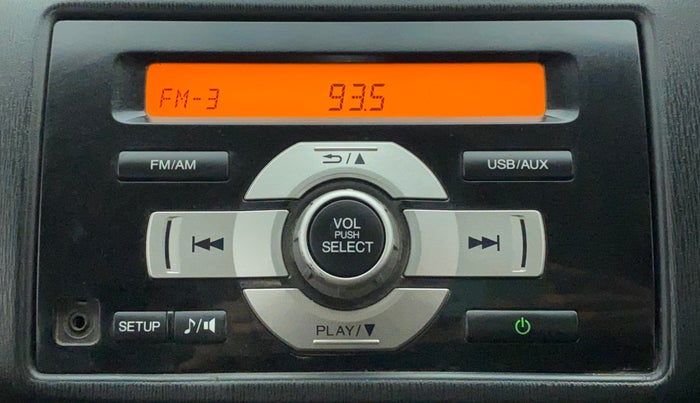 FM-3 93.5
FM/AM
USB/AUX
VOL
PUSH
SELECT
SETUP
PLAY/